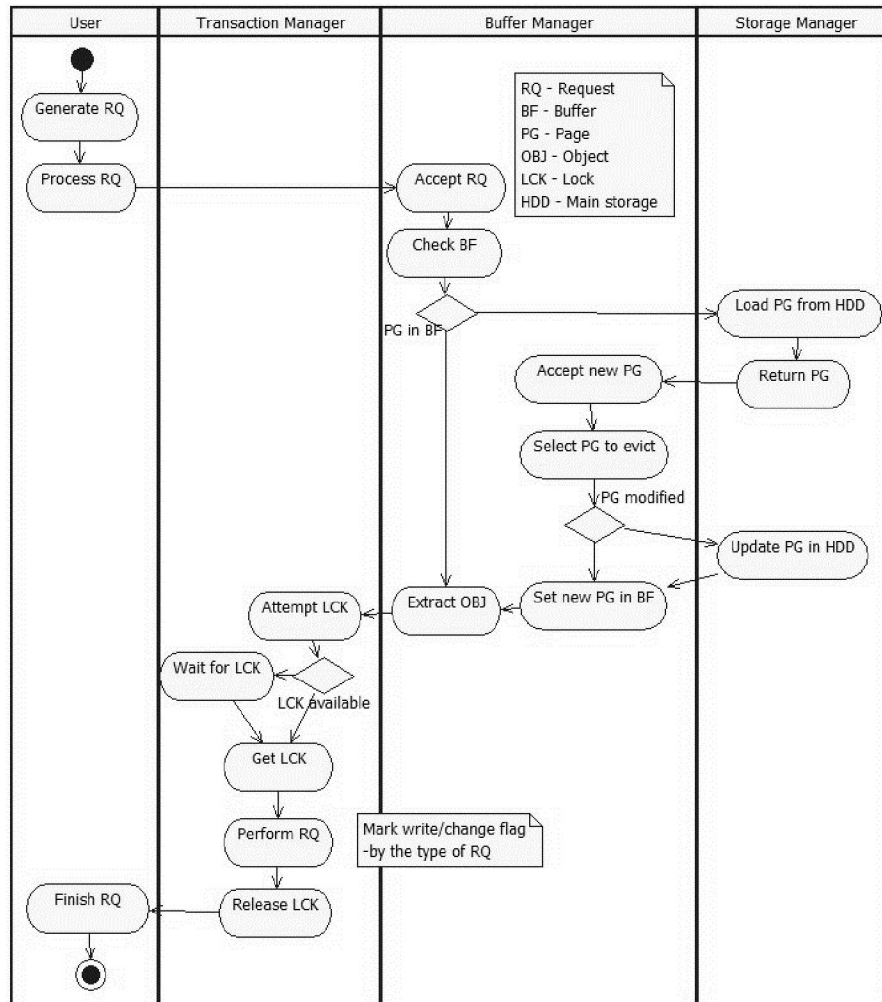 User
Transaction Manager
Buffer Manager
Storage Manager
RQ - Request
BF - Buffer
PG - Page
OBJ - Object
LCK - Lock
HDD - Main storage
Generate RQ
Process RQ
Accept RQ
Check BF
PG in BF
Load PG from HDD
Return PG
Accept new PG
Select PG to evict
PG modified
Update PG in HDD
Set new PG in BF
Extract OBJ
Attempt LCK
Wait for LCK
LCK available
Get LCK
Perform RQ
Mark write/change flag
-by the type of RQ
Release LCK
Finish RQ